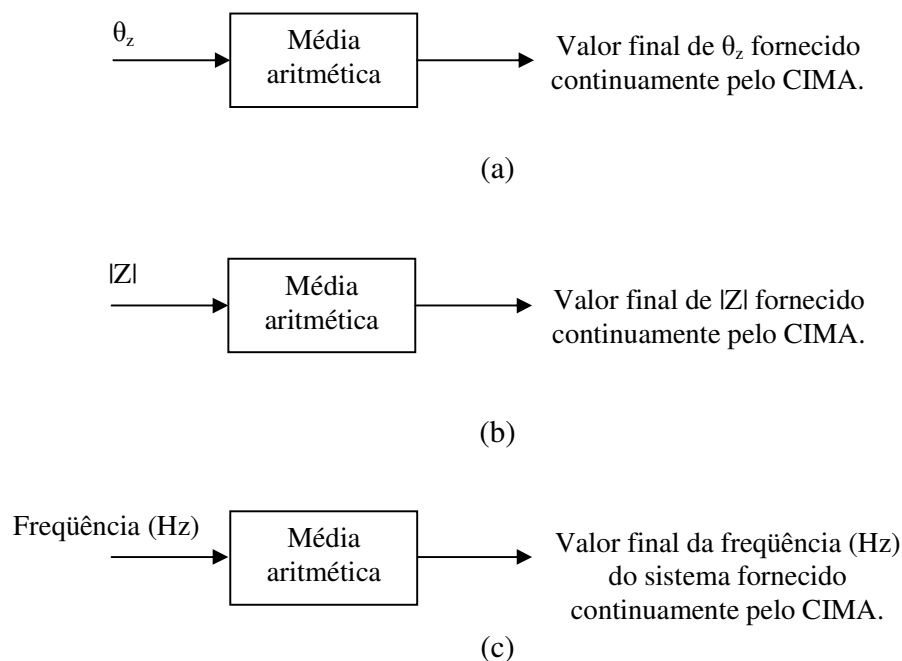 θz
Média
aritmética
Valor final de θz fornecido
continuamente pelo CIMA.
(a)
|Z|
Média
aritmética
Valor final de |Z| fornecido
continuamente pelo CIMA.
(b)
Freqüência (Hz)
Média
aritmética
Valor final da freqüência (Hz)
do sistema fornecido
continuamente pelo CIMA.
(c)